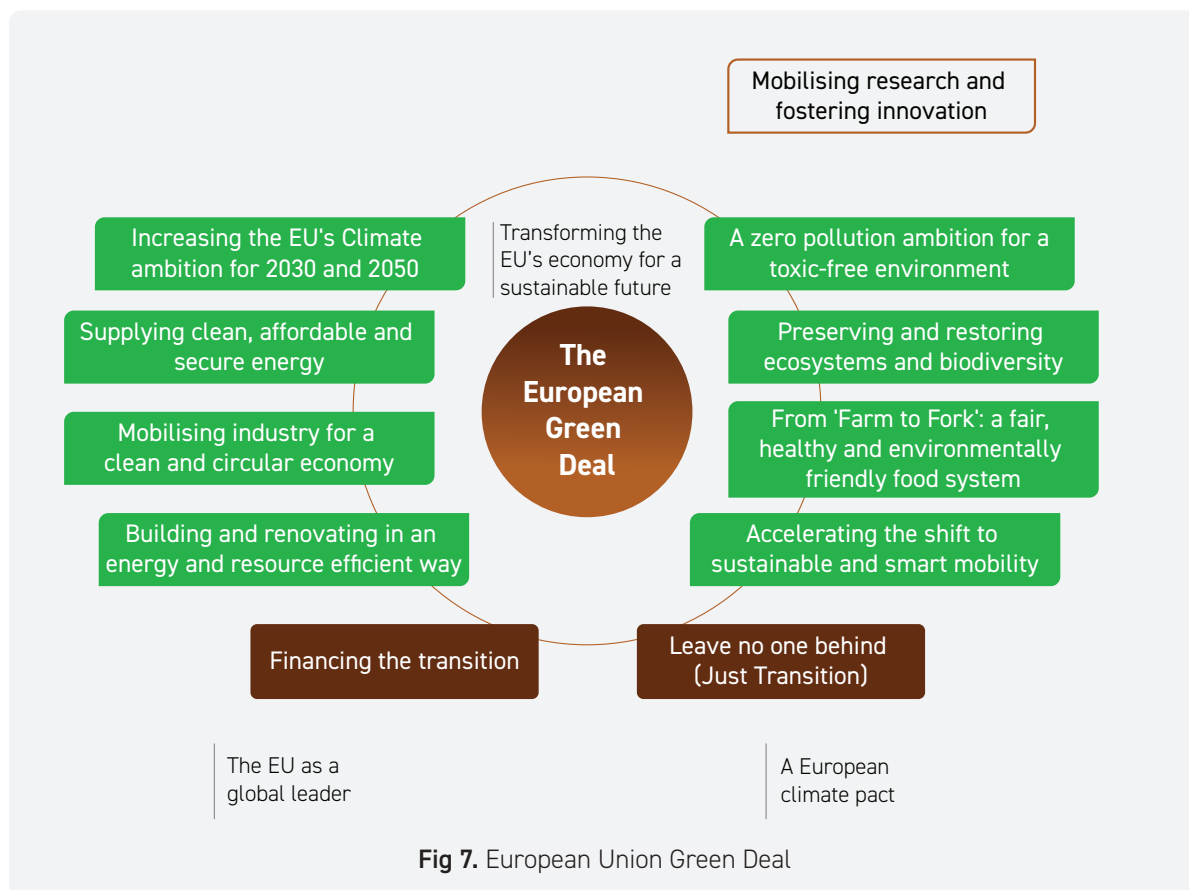 Mobilising research and
fostering innovation
Increasing the EU's Climate
ambition for 2030 and 2050
Transforming the
EU's economy for a
sustainable future
A zero pollution ambition for a
toxic-free environment
Supplying clean, affordable and
secure energy
The
European
Green
Deal
Preserving and restoring
ecosystems and biodiversity
Mobilising industry for a
clean and circular economy
From 'Farm to Fork': a fair,
healthy and environmentally
friendly food system
Building and renovating in an
energy and resource efficient way
Accelerating the shift to
sustainable and smart mobility
Financing the transition
Leave no one behind
(Just Transition)
The EU as a
global leader
A European
climate pact
Fig 7. European Union Green Deal